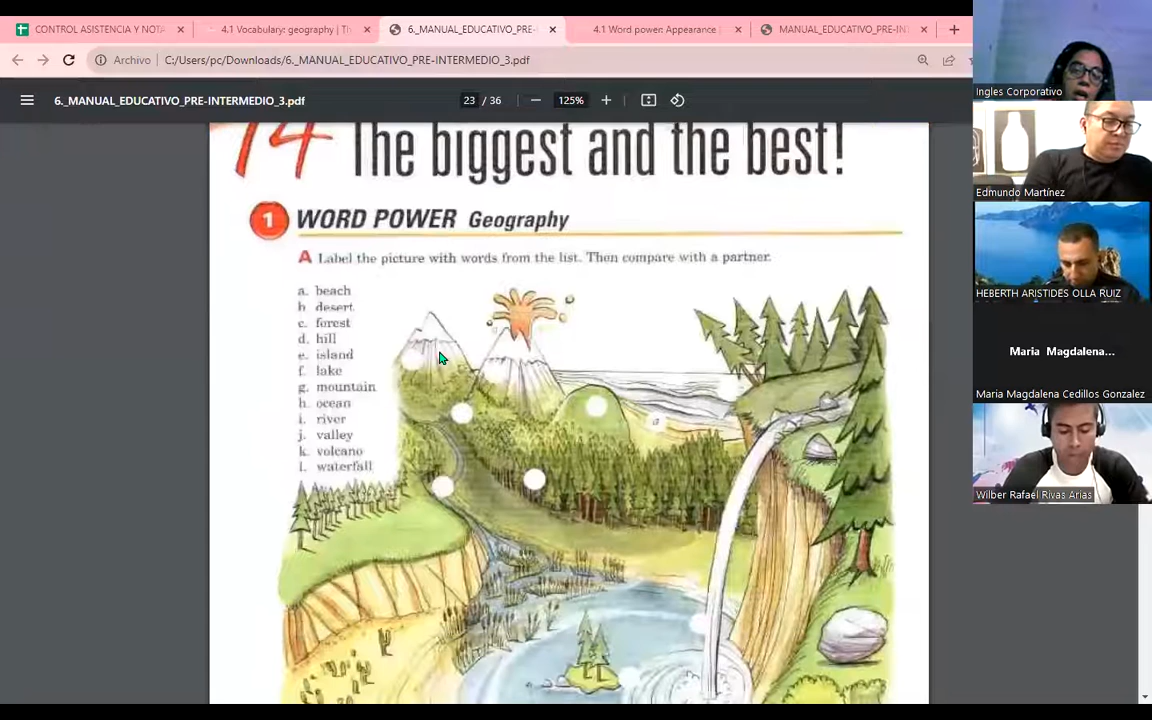 CONTROL ASISTENCIA Y NOTA
4.1 Vocabulary: geography | Th
6._MANUAL_EDUCATIVO_PRE-
4.1 Word power: Appearance
MANUAL_EDUCATIVO_PRE-INT
Archivo
C:/Users/pc/Downloads/6._MANUAL_EDUCATIVO_PRE-INTERMEDIO_3.pdf
6._MANUAL_EDUCATIVO_PRE-INTERMEDIO_3.pdf
23 / 36
125%
14 The biggest and the best!
1 WORD POWER Geography
A Label the picture with words from the list. Then compare with a partner.
a. beach
b desert
c. forest
d. hill
e. island
f. lake
g. mountain
h. ocean
i. river
j. valley
k. volcano
l. waterfall
a
Ingles Corporativo
Edmundo Martínez
HEBERTH ARISTIDES OLLA RUIZ
Maria Magdalena...
Maria Magdalena Cedillos Gonzalez
Wilber Rafael Rivas Arias